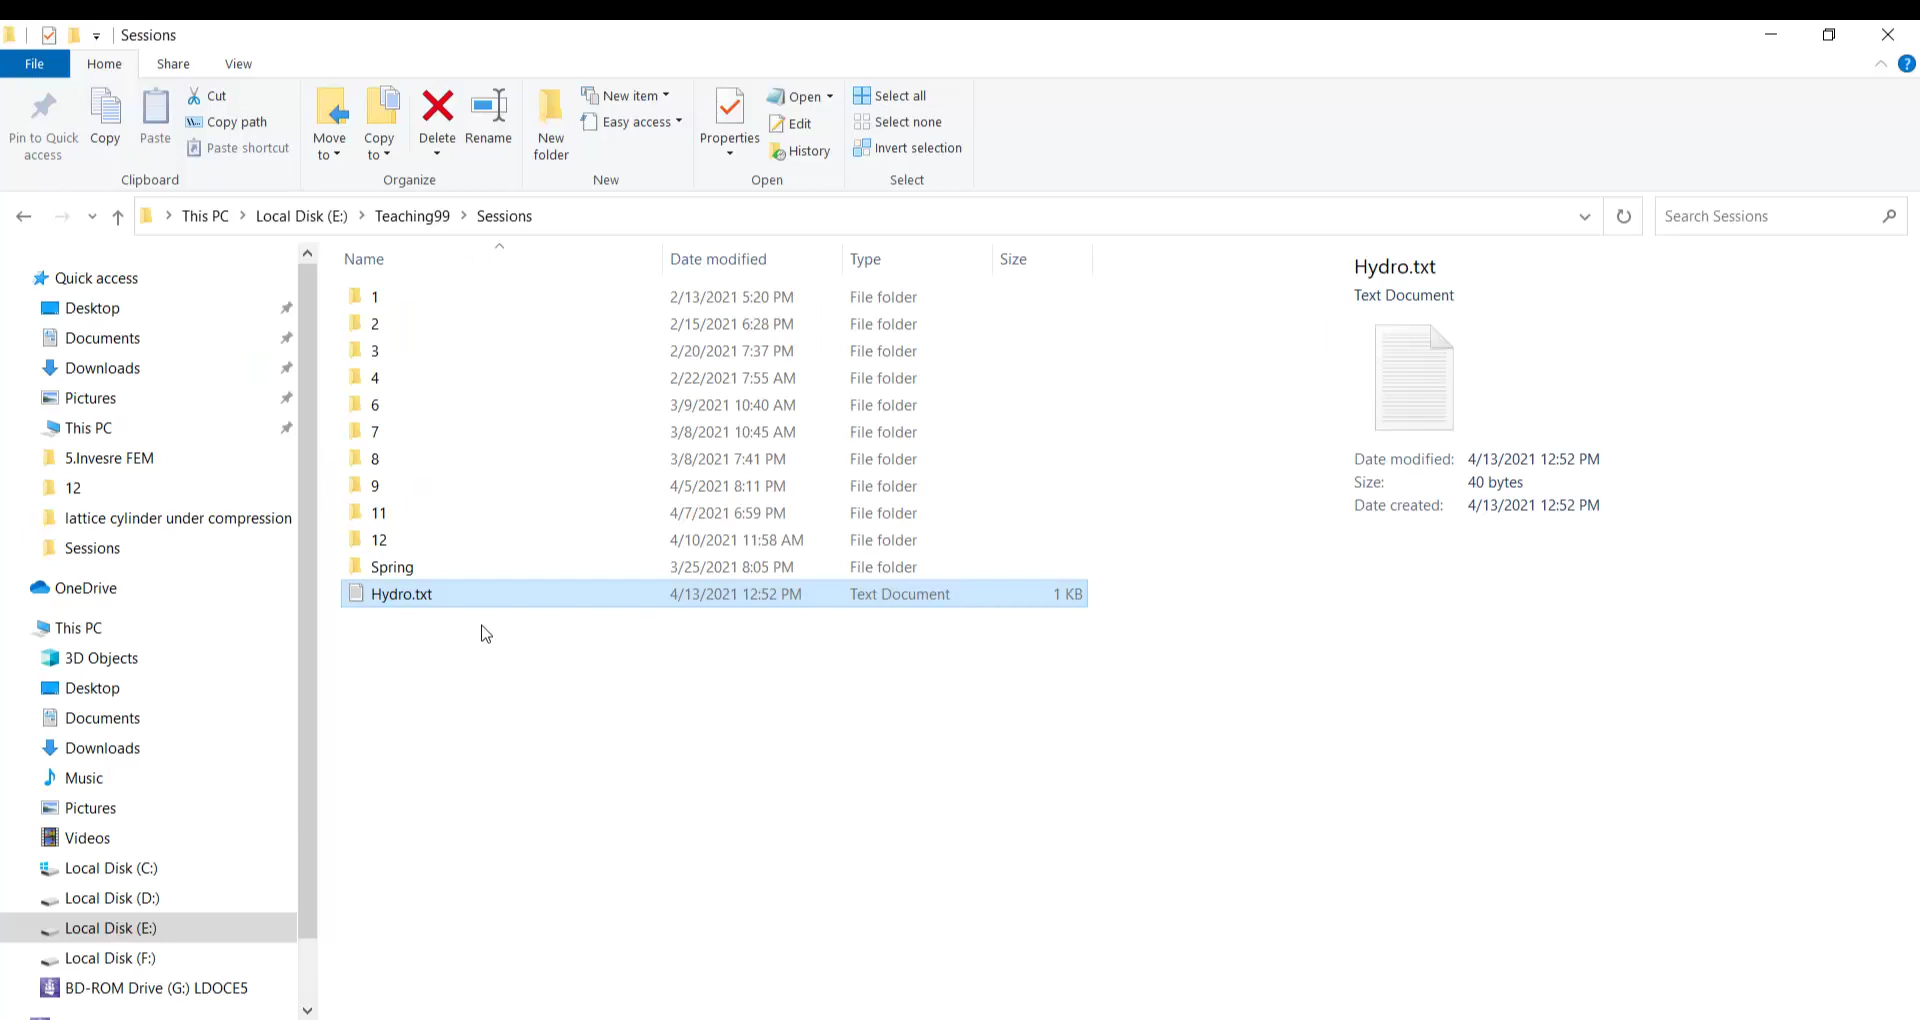 Sessions
File Home Share View
Pin to Quick access
Copy
Paste
Cut
Copy path
Paste shortcut
Clipboard
Move to
Copy to
Delete
Rename
Organize
New folder
New item
Easy access
New
Properties
Open
Edit
History
Open
Select all
Select none
Invert selection
Select
This PC > Local Disk (E:) > Teaching99 > Sessions
Search Sessions
Quick access
Desktop
Documents
Downloads
Pictures
This PC
5.Invesre FEM
12
lattice cylinder under compression
Sessions
OneDrive
This PC
3D Objects
Desktop
Documents
Downloads
Music
Pictures
Videos
Local Disk (C:)
Local Disk (D:)
Local Disk (E:)
Local Disk (F:)
BD-ROM Drive (G:) LDOCE5
Name Date modified Type Size
1 2/13/2021 5:20 PM File folder
2 2/15/2021 6:28 PM File folder
3 2/20/2021 7:37 PM File folder
4 2/22/2021 7:55 AM File folder
6 3/9/2021 10:40 AM File folder
7 3/8/2021 10:45 AM File folder
8 3/8/2021 7:41 PM File folder
9 4/5/2021 8:11 PM File folder
11 4/7/2021 6:59 PM File folder
12 4/10/2021 11:58 AM File folder
Spring 3/25/2021 8:05 PM File folder
Hydro.txt 4/13/2021 12:52 PM Text Document 1 KB
Hydro.txt
Text Document
Date modified: 4/13/2021 12:52 PM
Size: 40 bytes
Date created: 4/13/2021 12:52 PM